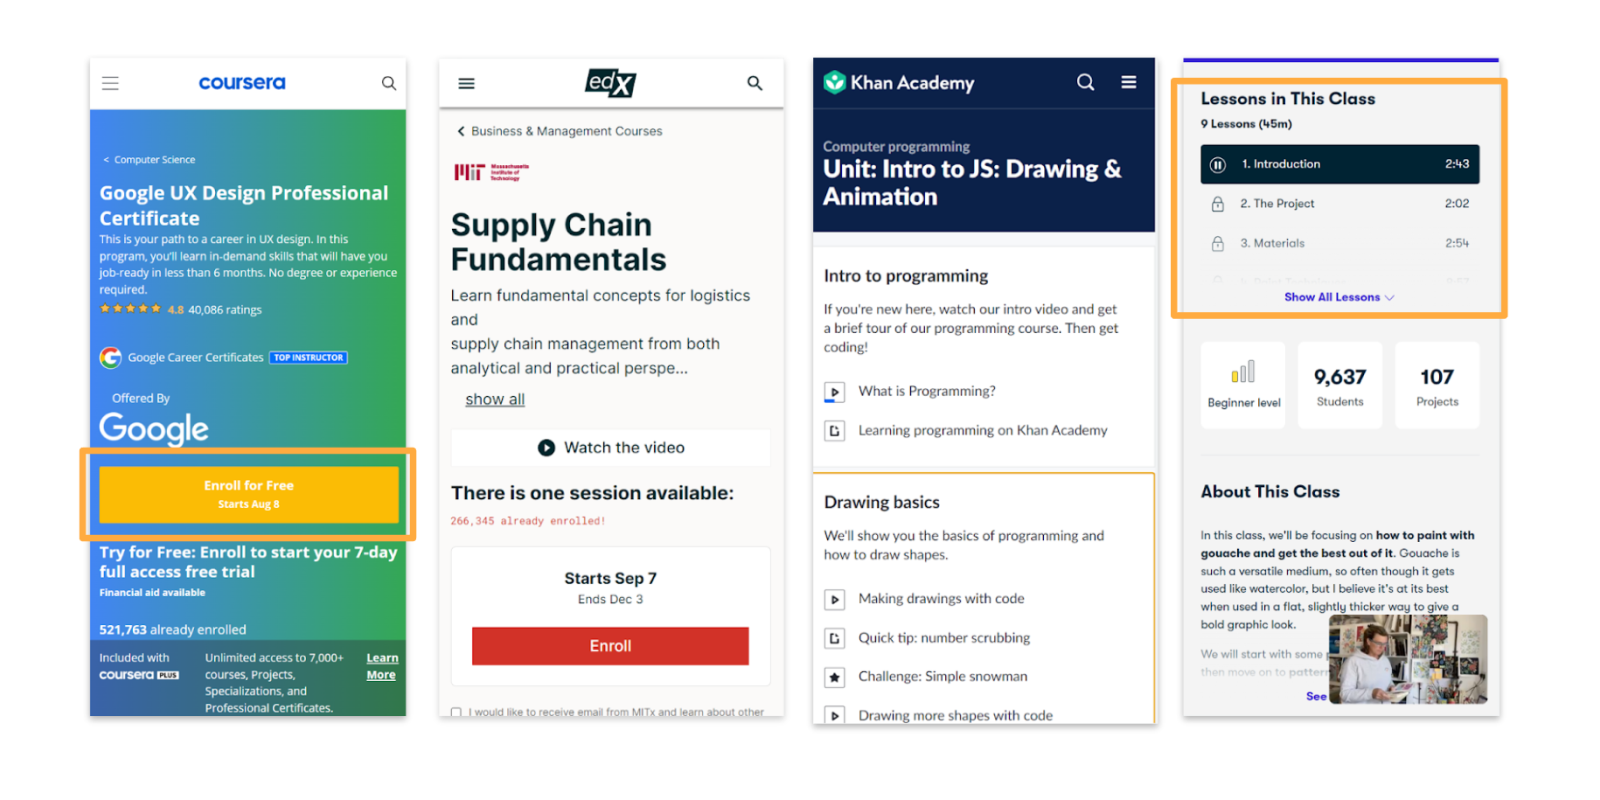 coursera
< Computer Science
Google UX Design Professional
Certificate
This is your path to a career in UX design. In this
program, you'll learn in-demand skills that will have you
job-ready in less than 6 months. No degree or experience
required.
4.8 40,086 ratings
Google Career Certificates TOP INSTRUCTOR
Offered By
Google
Enroll for Free
Starts Aug 8
Try for Free: Enroll to start your 7-day
full access free trial
Financial aid available
521,763 already enrolled
Included with
coursera PLUS
Unlimited access to 7,000+
courses, Projects,
Specializations, and
Professional Certificates.
Learn
More
edX
Business & Management Courses
MIT Massachusetts
Institute of
Technology
Supply Chain
Fundamentals
Learn fundamental concepts for logistics
and
supply chain management from both
analytical and practical perspe...
show all
Watch the video
There is one session available:
266,345 already enrolled!
Starts Sep 7
Ends Dec 3
Enroll
I would like to receive email from MITx and learn about other
Khan Academy
Computer programming
Unit: Intro to JS: Drawing &
Animation
Intro to programming
If you're new here, watch our intro video and get
a brief tour of our programming course. Then get
coding!
What is Programming?
Learning programming on Khan Academy
Drawing basics
We'll show you the basics of programming and
how to draw shapes.
Making drawings with code
Quick tip: number scrubbing
Challenge: Simple snowman
Drawing more shapes with code
Lessons in This Class
9 Lessons (45m)
1. Introduction 2:43
2. The Project 2:02
3. Materials 2:54
Show All Lessons
Beginner level
9,637
Students
107
Projects
About This Class
In this class, we'll be focusing on how to paint with
gouache and get the best out of it. Gouache is
such a versatile medium, so often though it gets
used like watercolor, but I believe it's at its best
when used in a flat, slightly thicker way to give a
bold graphic look.
We will start with some
then move on to pattern
See